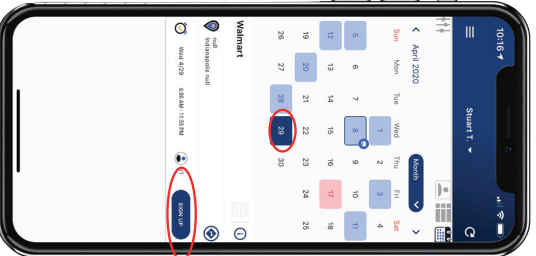 10:16
Stuart T.
April 2020
Month
Sun Mon Tue Wed Thu Fri Sat
1 2 3 4
5 6 7 8 9 10 11
12 13 14 15 16 17 18
19 20 21 22 23 24 25
26 27 28 29 30
Walmart
null
Indianapolis null
Wed 4/29 6:00 AM - 11:55 PM
SIGN UP